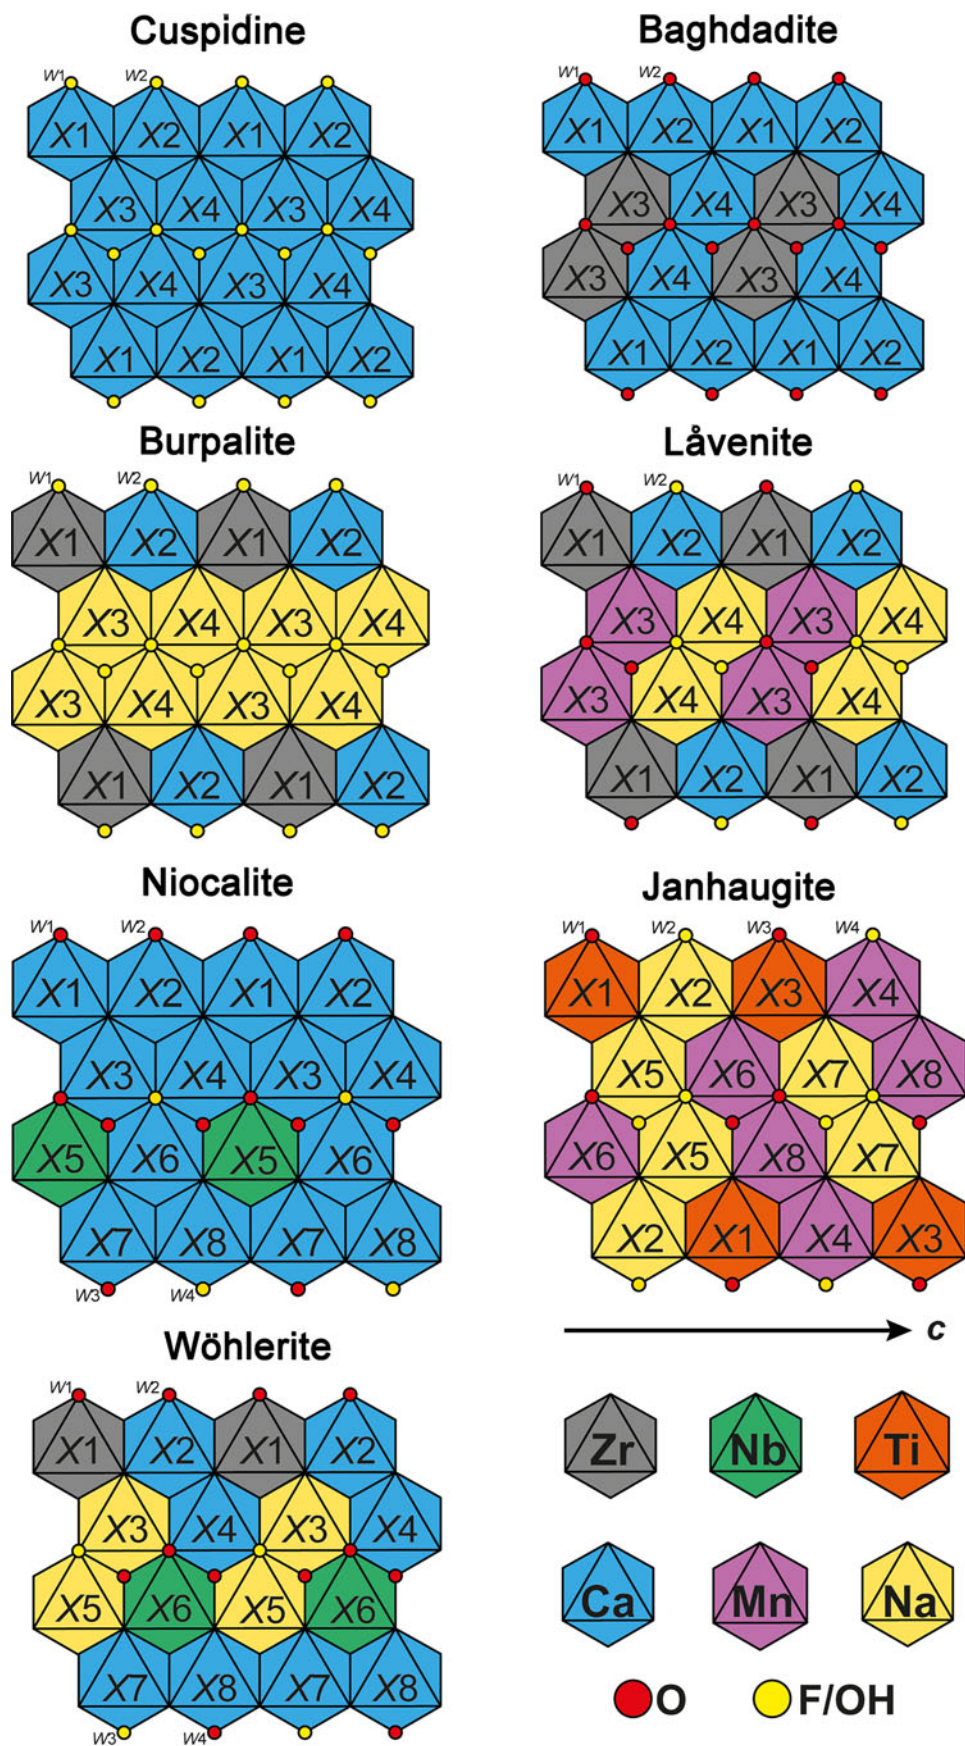 Cuspidine
W1 W2
X1 X2 X1 X2
X3 X4 X3 X4
X3 X4 X3 X4
X1 X2 X1 X2
Baghdadite
W1 W2
X1 X2 X1 X2
X3 X4 X3 X4
X3 X4 X3 X4
X1 X2 X1 X2
Burpalite
W1 W2
X1 X2 X1 X2
X3 X4 X3 X4
X3 X4 X3 X4
X1 X2 X1 X2
Låvenite
W1 W2
X1 X2 X1 X2
X3 X4 X3 X4
X3 X4 X3 X4
X1 X2 X1 X2
Niocalite
W1 W2
X1 X2 X1 X2
X3 X4 X3 X4
X5 X6 X5 X6
X7 X8 X7 X8
W3 W4
Janhaugite
W1 W2 W3 W4
X1 X2 X3 X4
X5 X6 X7 X8
X6 X5 X8 X7
X2 X1 X4 X3
c
Wöhlerite
W1 W2
X1 X2 X1 X2
X3 X4 X3 X4
X5 X6 X5 X6
X7 X8 X7 X8
W3 W4
Zr Nb Ti
Ca Mn Na
O F/OH